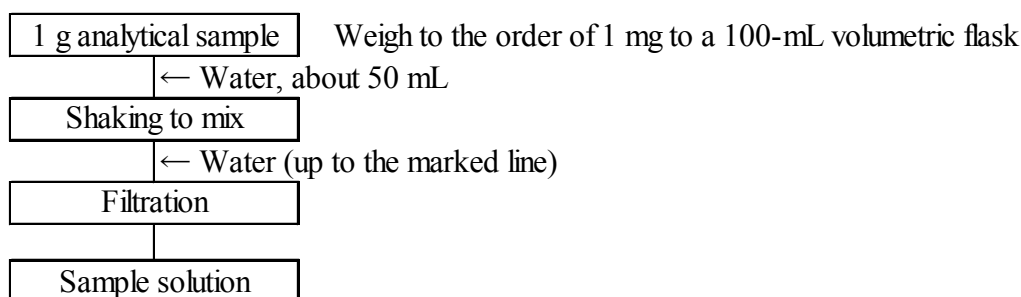 1 g analytical sample Weigh to the order of 1 mg to a 100-mL volumetric flask
← Water, about 50 mL
Shaking to mix
← Water (up to the marked line)
Filtration
Sample solution